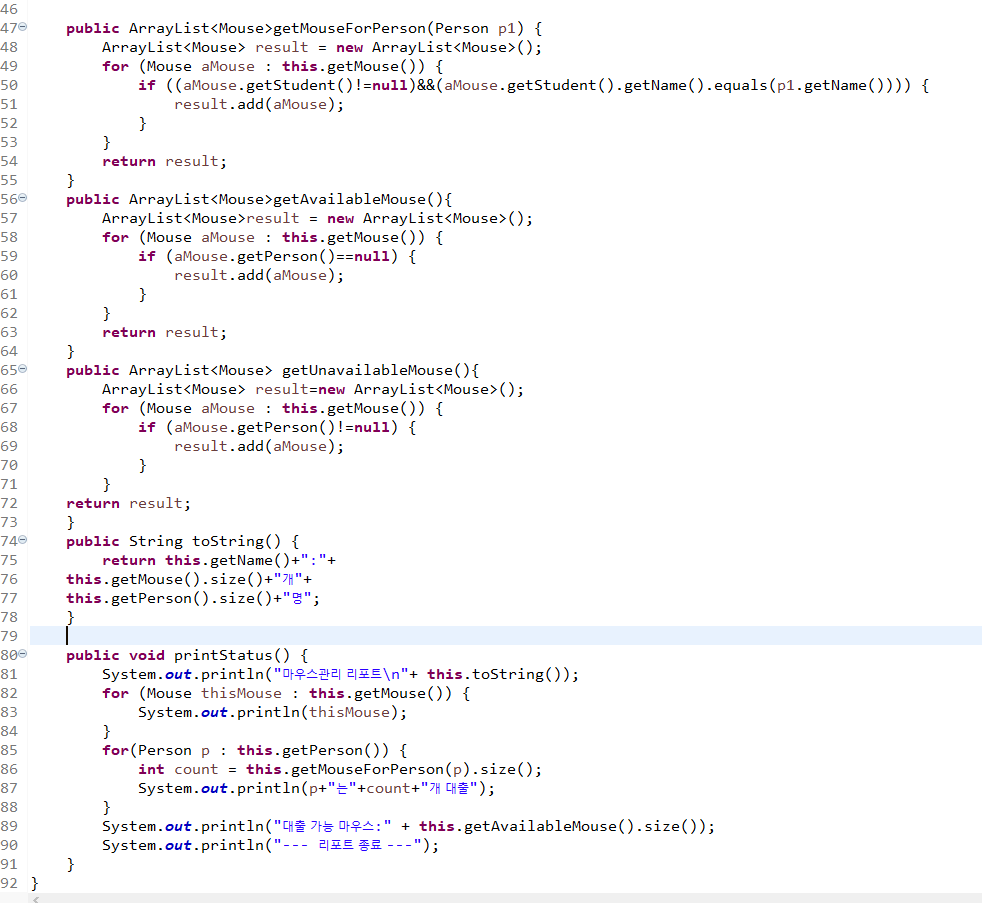 46
47 public ArrayList<Mouse>getMouseForPerson(Person p1) {
48 ArrayList<Mouse> result = new ArrayList<Mouse>();
49 for (Mouse aMouse : this.getMouse()) {
50 if ((aMouse.getStudent()!=null)&&(aMouse.getStudent().getName().equals(p1.getName()))) {
51 result.add(aMouse);
52 }
53 }
54 return result;
55 }
56 public ArrayList<Mouse>getAvailableMouse(){
57 ArrayList<Mouse>result = new ArrayList<Mouse>();
58 for (Mouse aMouse : this.getMouse()) {
59 if (aMouse.getPerson()==null) {
60 result.add(aMouse);
61 }
62 }
63 return result;
64 }
65 public ArrayList<Mouse> getUnavailableMouse(){
66 ArrayList<Mouse> result=new ArrayList<Mouse>();
67 for (Mouse aMouse : this.getMouse()) {
68 if (aMouse.getPerson()!=null) {
69 result.add(aMouse);
70 }
71 }
72 return result;
73 }
74 public String toString() {
75 return this.getName()+":"+
76 this.getMouse().size()+"개"+
77 this.getPerson().size()+"명";
78 }
79
80 public void printStatus() {
81 System.out.println("마우스관리 리포트\n"+ this.toString());
82 for (Mouse thisMouse : this.getMouse()) {
83 System.out.println(thisMouse);
84 }
85 for(Person p : this.getPerson()) {
86 int count = this.getMouseForPerson(p).size();
87 System.out.println(p+"는"+count+"개 대출");
88 }
89 System.out.println("대출 가능 마우스:" + this.getAvailableMouse().size());
90 System.out.println("--- 리포트 종료 ---");
91 }
92 }